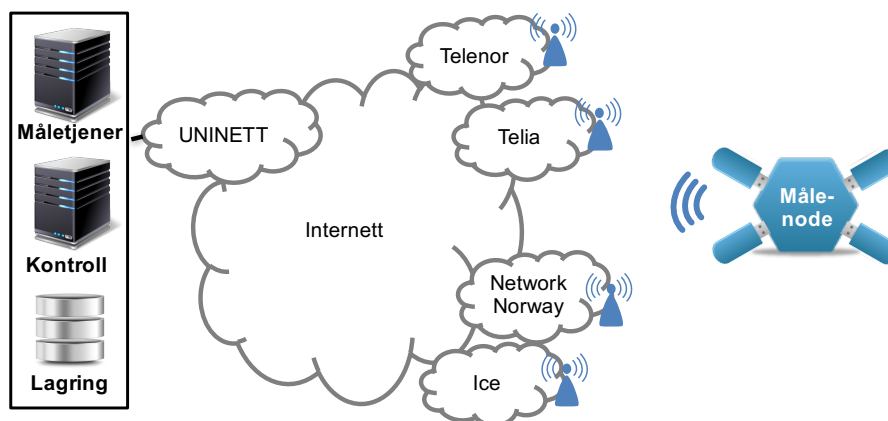 Måletjener
Kontroll
Lagring
UNINETT
Internett
Telenor
Telia
Network
Norway
Ice
Måle-
node